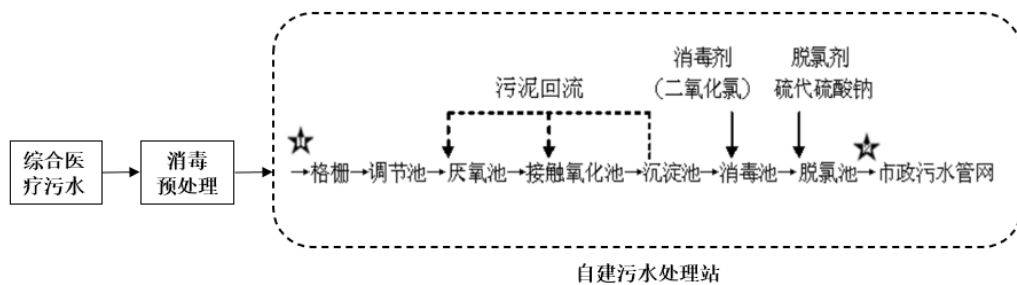 消毒剂
（二氧化氯）
脱氯剂
硫代硫酸钠
污泥回流
综合医
疗污水
消毒
预处理
→格栅→调节池→厌氧池→接触氧化池→沉淀池→消毒池→脱氯池→市政污水管网
自建污水处理站